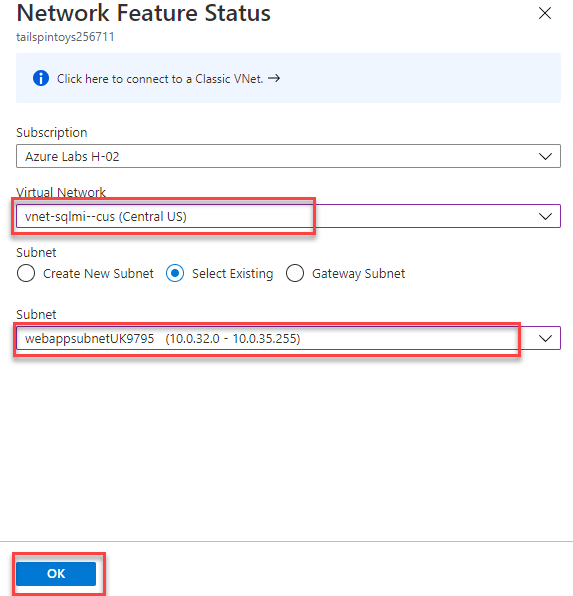 Network Feature Status
tailspintoys256711
Click here to connect to a Classic VNet. →
Subscription
Azure Labs H-02
Virtual Network
vnet-sqlmi--cus (Central US)
Subnet
Create New Subnet Select Existing Gateway Subnet
Subnet
webappsubnetUK9795 (10.0.32.0 - 10.0.35.255)
OK